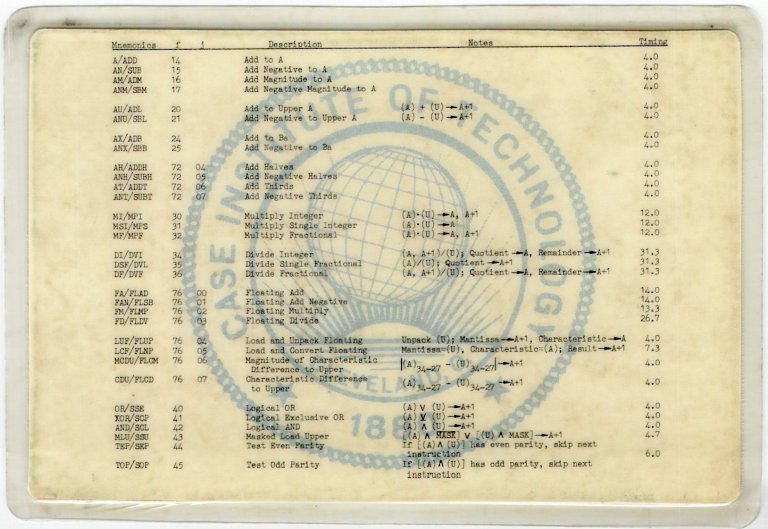 Mnemonics f j Description Notes Timing
A/ADD 14 Add to A 4.0
AN/SUB 15 Add Negative to A 4.0
AM/ADM 16 Add Magnitude to A 4.0
ANM/SBM 17 Add Negative Magnitude to A 4.0
AU/ADL 20 Add to Upper A (A) + (U)→A+1 4.0
ANU/SBL 21 Add Negative to Upper A (A) - (U)→A+1 4.0
AX/ADB 24 Add to Ba 4.0
ANX/SBB 25 Add Negative to Ba 4.0
AH/ADDH 72 04 Add Halves 4.0
ANH/SUBH 72 05 Add Negative Halves 4.0
AT/ADDT 72 06 Add Thirds 4.0
ANT/SUBT 72 07 Add Negative Thirds 4.0
MI/MPI 30 Multiply Integer (A)·(U)→A, A+1 12.0
MSI/MPS 31 Multiply Single Integer (A)·(U)→A 12.0
MF/MPF 32 Multiply Fractional (A)·(U)→A, A+1 12.0
DI/DVI 34 Divide Integer (A, A+1)/(U); Quotient→A, Remainder→A+1 31.3
DSF/DVL 35 Divide Single Fractional (A)/(U); Quotient→A+1 31.3
DF/DVF 36 Divide Fractional (A, A+1)/(U); Quotient→A, Remainder→A+1 31.3
FA/FLAD 76 00 Floating Add 14.0
FAN/FLSB 76 01 Floating Add Negative 14.0
FM/FLMP 76 02 Floating Multiply 13.3
FD/FLDV 76 03 Floating Divide 26.7
LUF/FLUP 76 04 Load and Unpack Floating Unpack (U); Mantissa→A+1, Characteristic→A 4.0
LCF/FLNP 76 05 Load and Convert Floating Mantissa=(U), Characteristic=(A); Result→A+1 7.3
MCDU/FLCM 76 06 Magnitude of Characteristic |(A)34-27 - (U)34-27|→A+1 4.0
Difference to Upper
CDU/FLCD 76 07 Characteristic Difference (A)34-27 - (U)34-27→A+1 4.0
to Upper
OR/SSE 40 Logical OR (A) V (U)→A+1 4.0
XOR/SCP 41 Logical Exclusive OR (A) V (U)→A+1 4.0
AND/SCL 42 Logical AND (A) Λ (U)→A+1 4.0
MLU/SSU 43 Masked Load Upper [(A) Λ MASK] V [(U) Λ MASK]→A+1 4.7
TEP/SEP 44 Test Even Parity If [(A) Λ (U)] has even parity, skip next
instruction 6.0
TOP/SOP 45 Test Odd Parity If [(A) Λ (U)] has odd parity, skip next
instruction
CASE INSTITUTE OF TECHNOLOGY